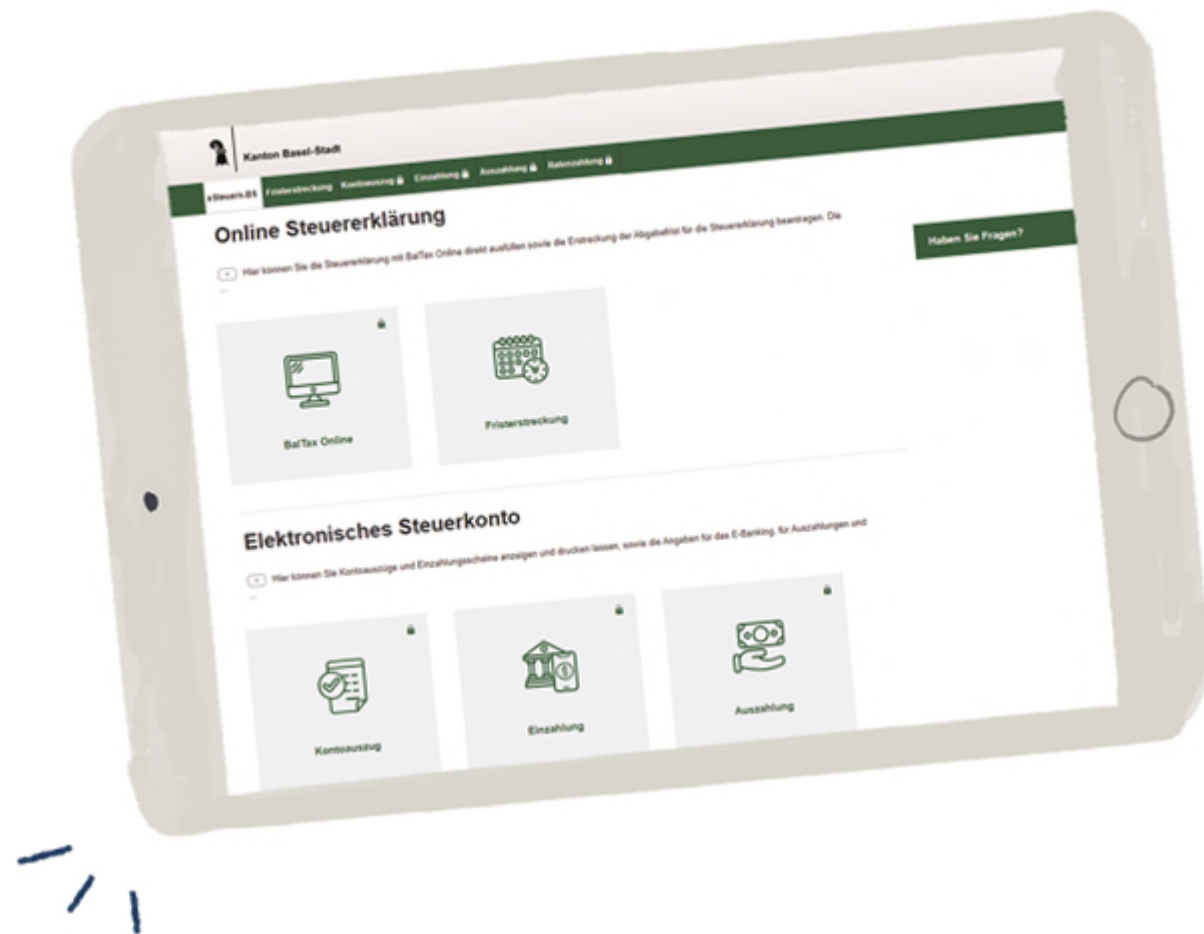 Kanton Basel-Stadt
eSteuern.BS Fristerstreckung Kontoauszug Einzahlung Auszahlung Ratenzahlung
Online Steuererklärung
Hier können Sie die Steuererklärung mit BalTax Online direkt ausfüllen sowie die Erstreckung der Abgabefrist für die Steuererklärung beantragen. Die
...
Haben Sie Fragen?
BalTax Online
Fristerstreckung
Elektronisches Steuerkonto
Hier können Sie Kontoauszüge und Einzahlungsscheine anzeigen und drucken lassen, sowie die Angaben für das E-Banking, für Auszahlungen und
...
Kontoauszug
Einzahlung
Auszahlung